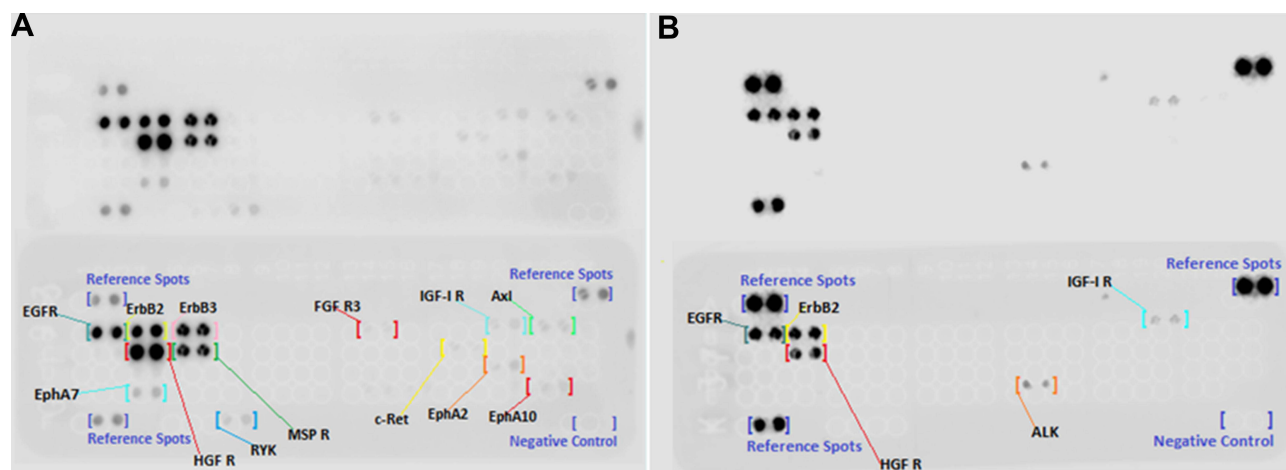 A
B
Reference Spots
Reference Spots
EGFR
ErbB2
ErbB3
FGF R3
IGF-I R
Axl
EphA7
c-Ret
EphA2
EphA10
Reference Spots
HGF R
RYK
MSP R
Negative Control
Reference Spots
Reference Spots
IGF-I R
EGFR
ErbB2
ALK
Reference Spots
Negative Control
HGF R